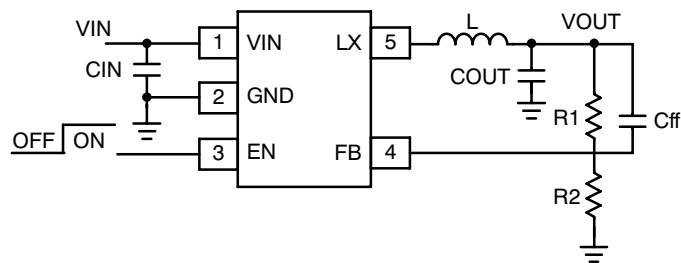 VIN
CIN
OFF ON
1 VIN
2 GND
3 EN
LX 5
FB 4
L
COUT
VOUT
R1
Cff
R2